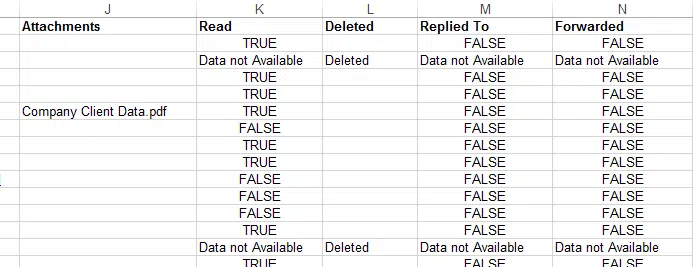 J K L M N
Attachments Read Deleted Replied To Forwarded
TRUE FALSE FALSE
Data not Available Deleted Data not Available Data not Available
TRUE FALSE FALSE
TRUE FALSE FALSE
Company Client Data.pdf TRUE FALSE FALSE
FALSE FALSE FALSE
TRUE FALSE FALSE
TRUE FALSE FALSE
FALSE FALSE FALSE
FALSE FALSE FALSE
FALSE FALSE FALSE
TRUE FALSE FALSE
Data not Available Deleted Data not Available Data not Available
TRUE FALSE FALSE